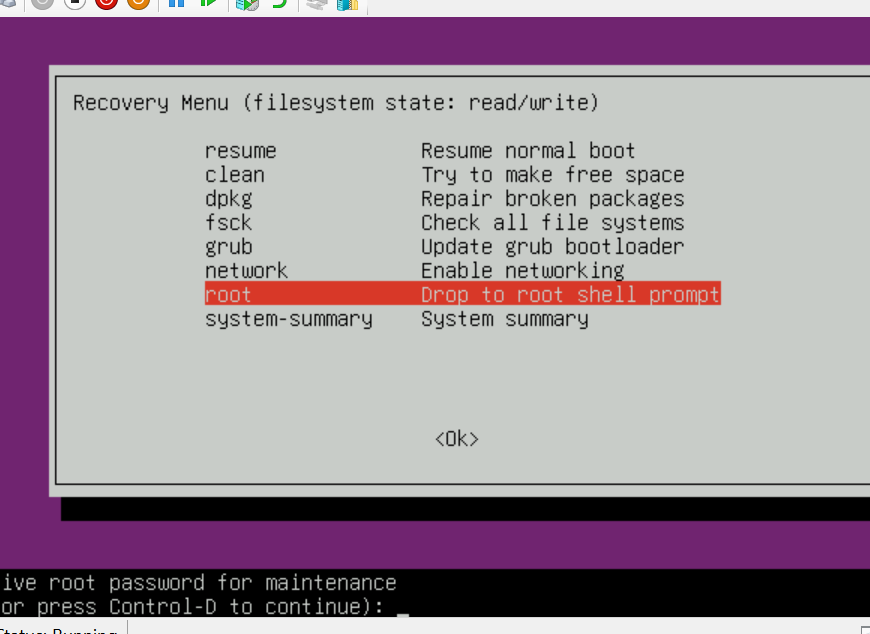 Recovery Menu (filesystem state: read/write)
resume Resume normal boot
clean Try to make free space
dpkg Repair broken packages
fsck Check all file systems
grub Update grub bootloader
network Enable networking
root Drop to root shell prompt
system-summary System summary
<Ok>
ive root password for maintenance
or press Control-D to continue): _
Status: Running